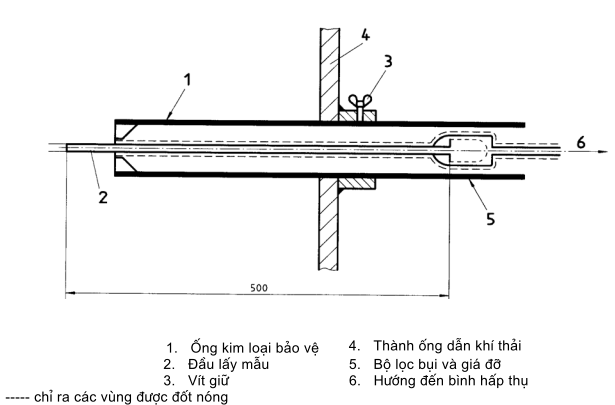 4
3
1
6
2
5
500
1. Ống kim loại bảo vệ
2. Đầu lấy mẫu
3. Vít giữ
4. Thành ống dẫn khí thải
5. Bộ lọc bụi và giá đỡ
6. Hướng đến bình hấp thụ
----- chỉ ra các vùng được đốt nóng